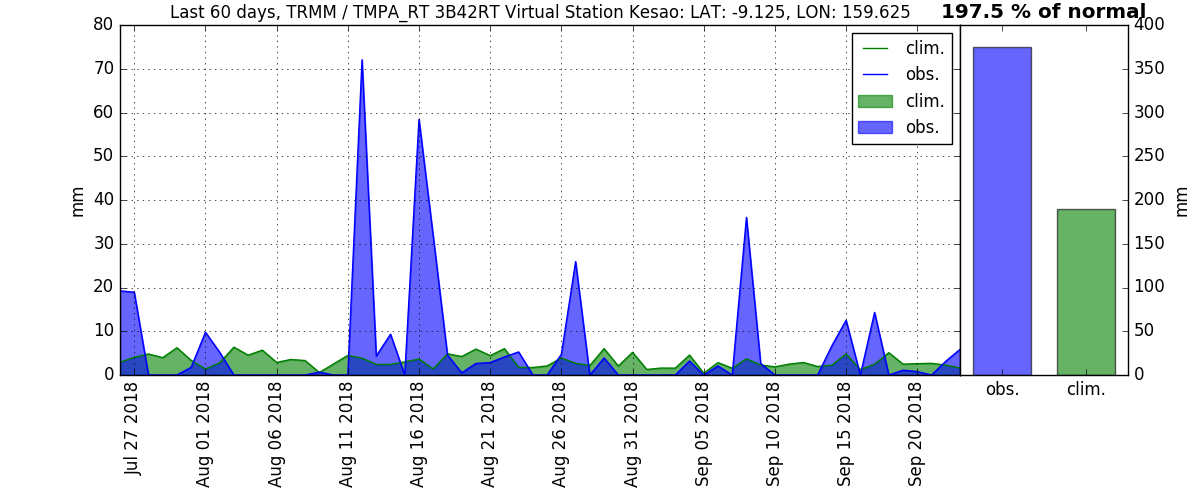 Last 60 days, TRMM / TMPA_RT 3B42RT Virtual Station Kesao: LAT: -9.125, LON: 159.625
197.5 % of normal
80
70
60
50
40
30
20
10
0
mm
clim.
obs.
clim.
obs.
400
350
300
250
200
150
100
50
0
mm
Jul 27 2018
Aug 01 2018
Aug 06 2018
Aug 11 2018
Aug 16 2018
Aug 21 2018
Aug 26 2018
Aug 31 2018
Sep 05 2018
Sep 10 2018
Sep 15 2018
Sep 20 2018
obs.
clim.